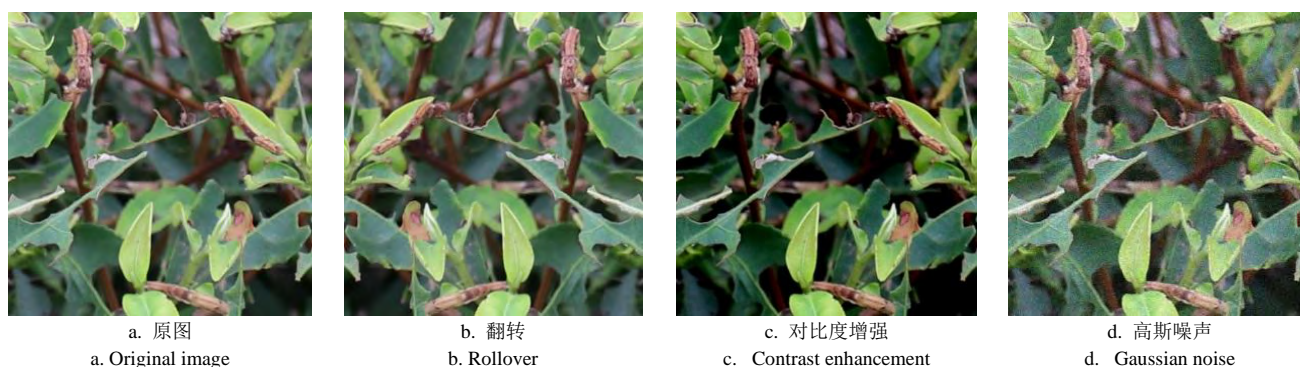 a. 原图
a. Original image
b. 翻转
b. Rollover
c. 对比度增强
c. Contrast enhancement
d. 高斯噪声
d. Gaussian noise